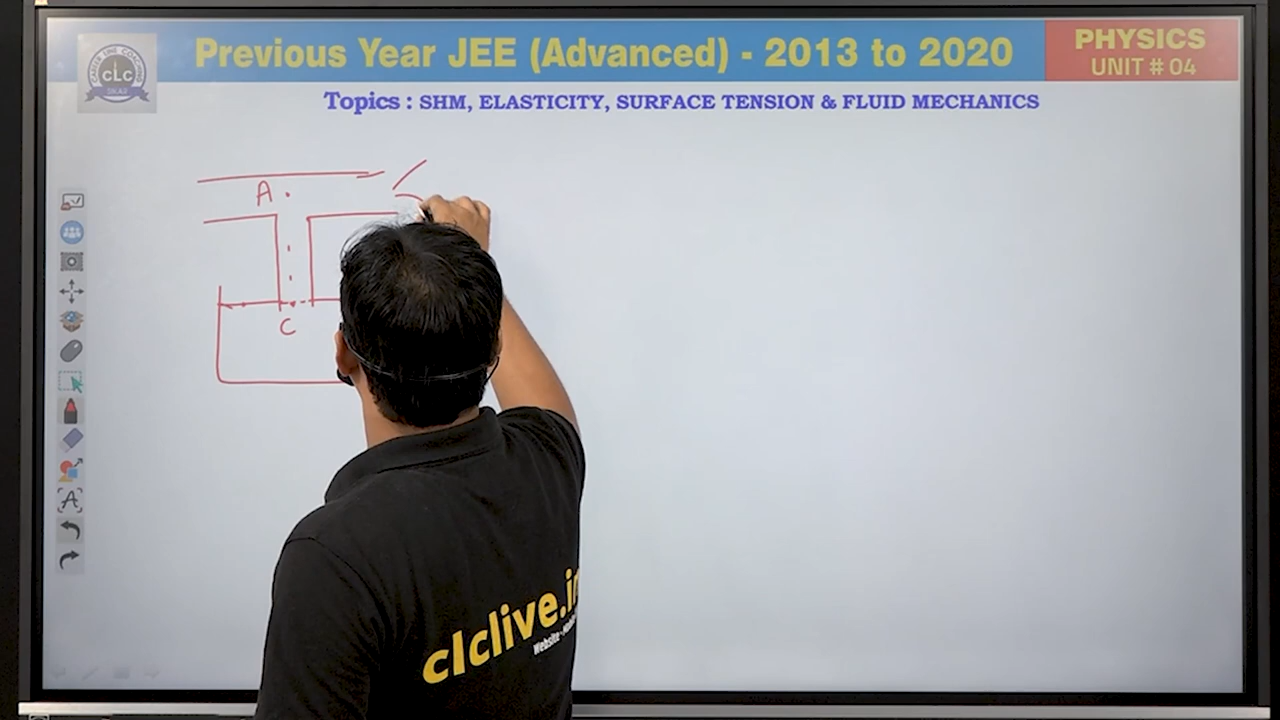 Previous Year JEE (Advanced) - 2013 to 2020
PHYSICS
UNIT # 04
CLC
Topics : SHM, ELASTICITY, SURFACE TENSION & FLUID MECHANICS
A
C
clclive.in